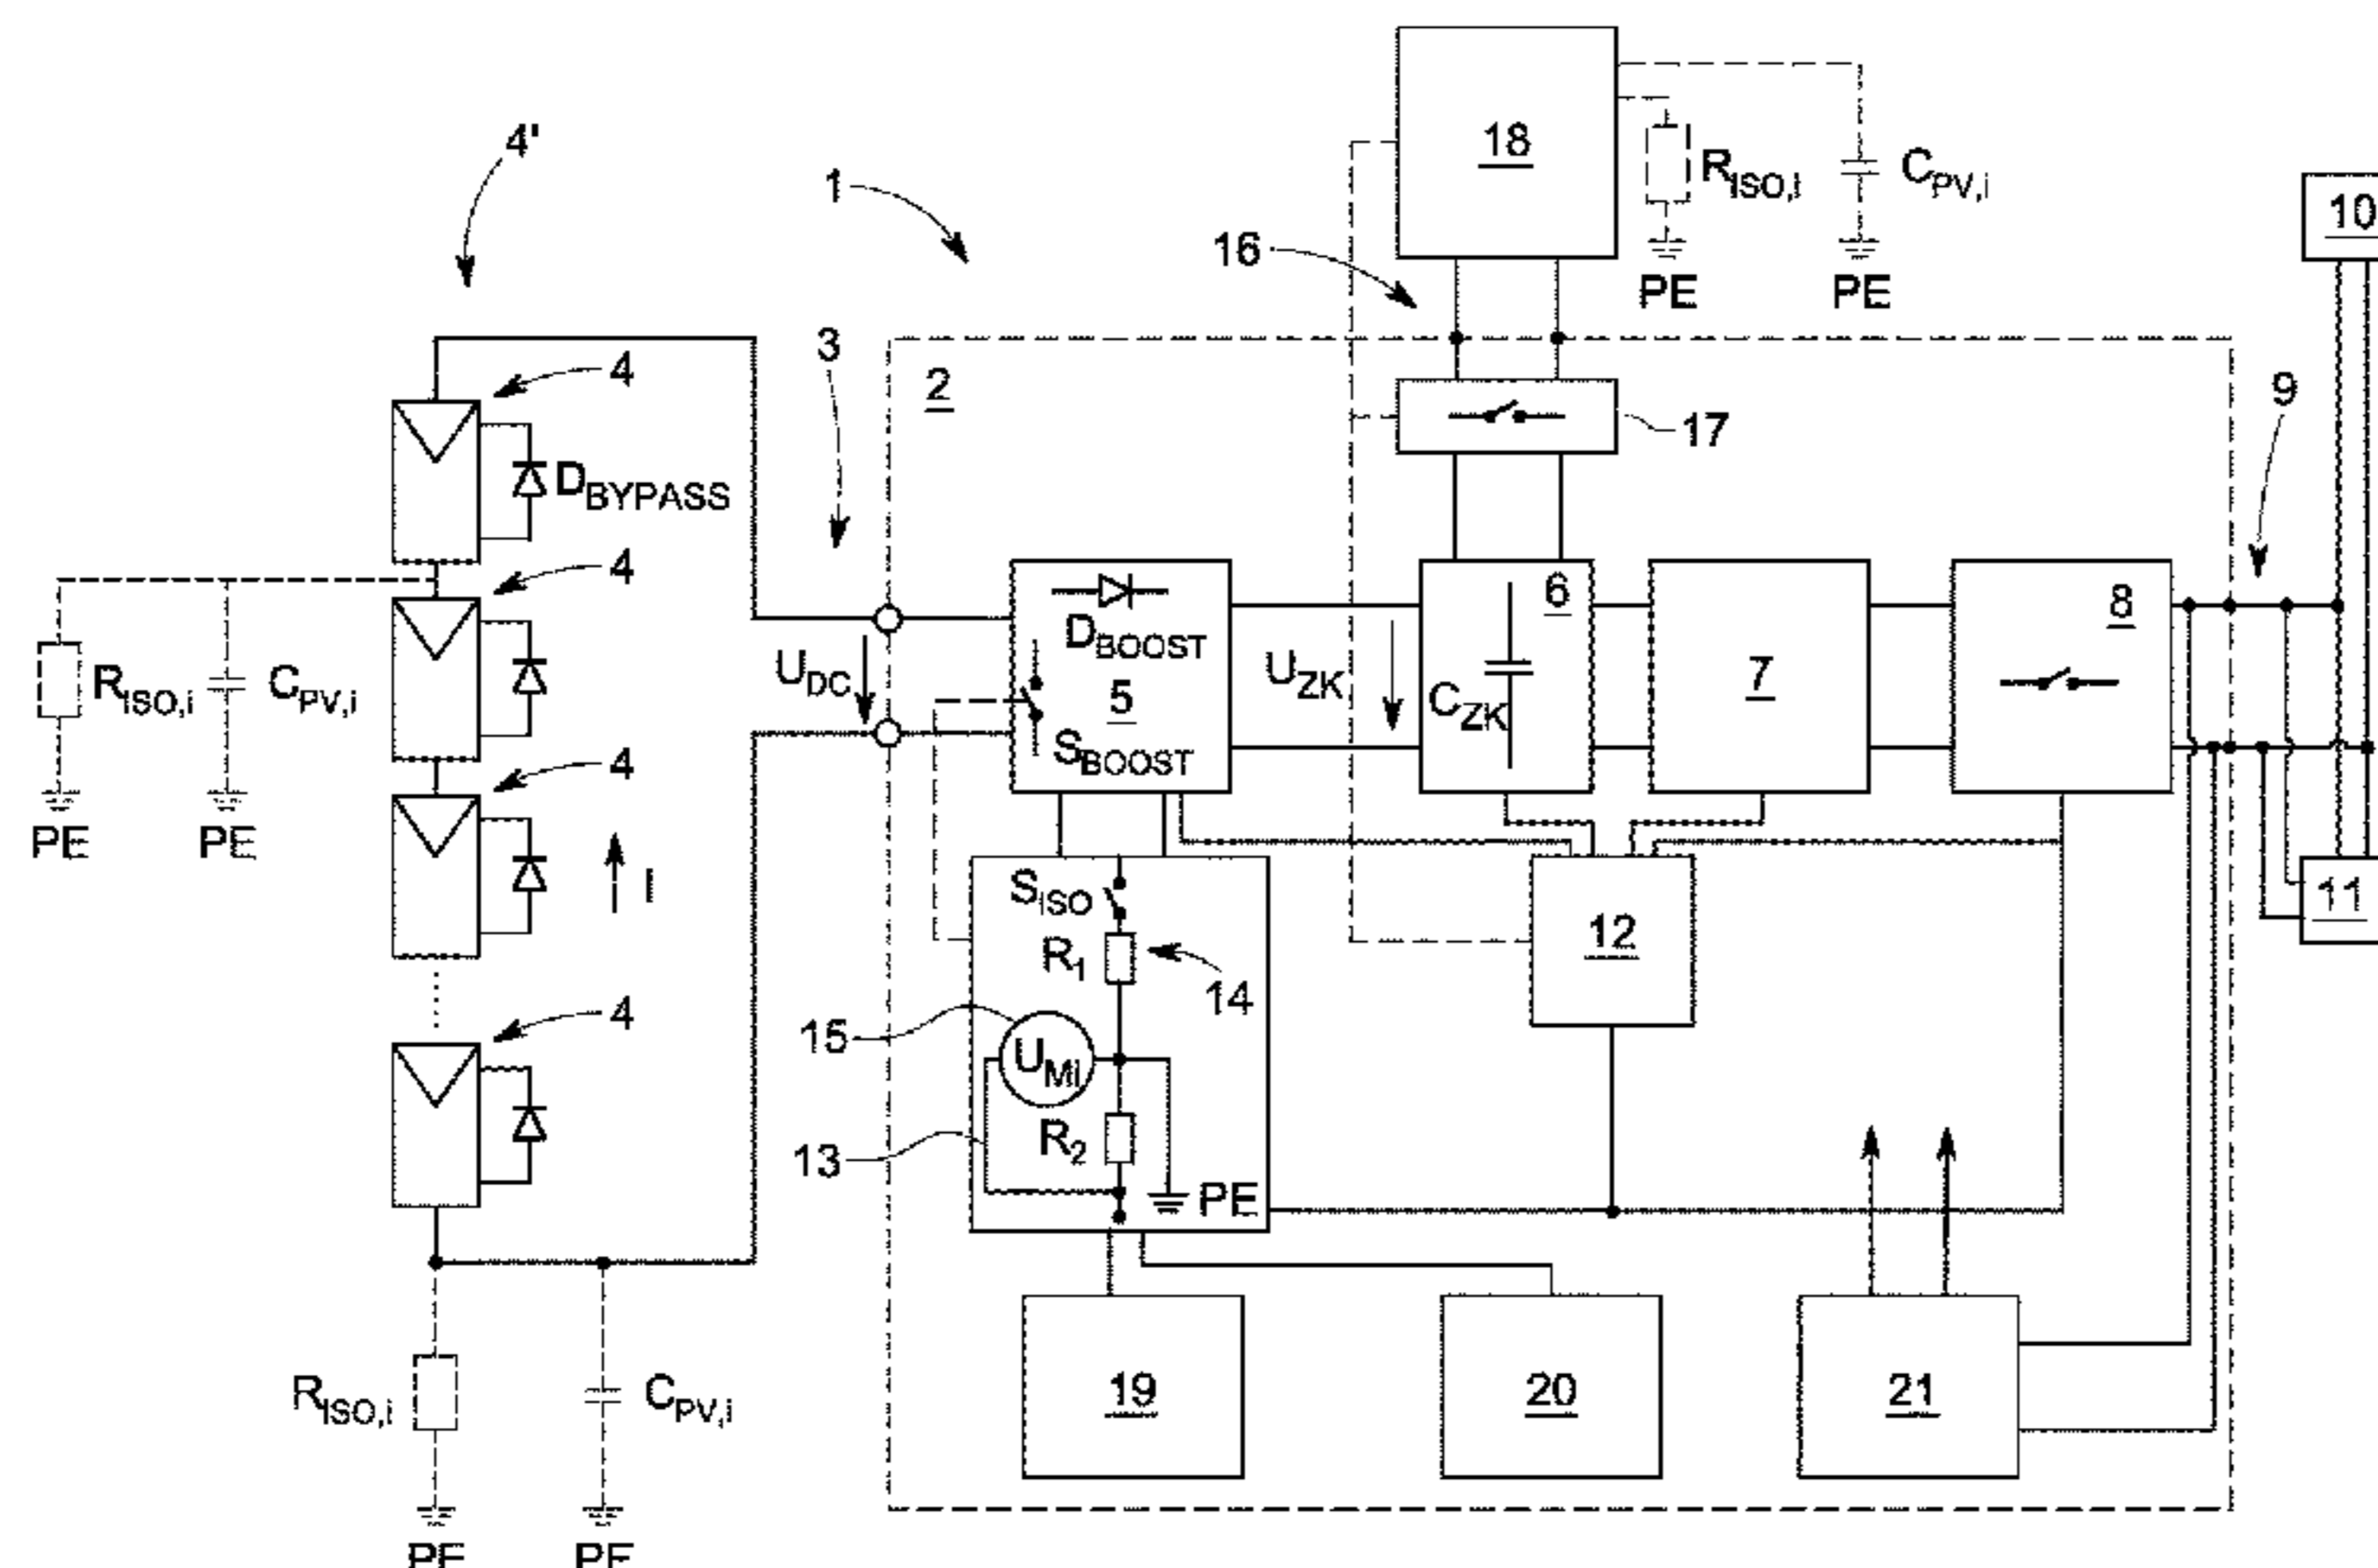 4'
1
18
R_ISO,i
C_PV,i
10
16
PE
PE
3
2
4
17
9
D_BYPASS
4
6
8
D_BOOST
U_DC
5
S_BOOST
U_ZK
C_ZK
7
R_ISO,i
C_PV,i
4
PE
PE
I
S_ISO
R_1
14
12
11
4
15
U_Mi
R_2
13
PE
R_ISO,i
C_PV,i
19
20
21
PE
PE